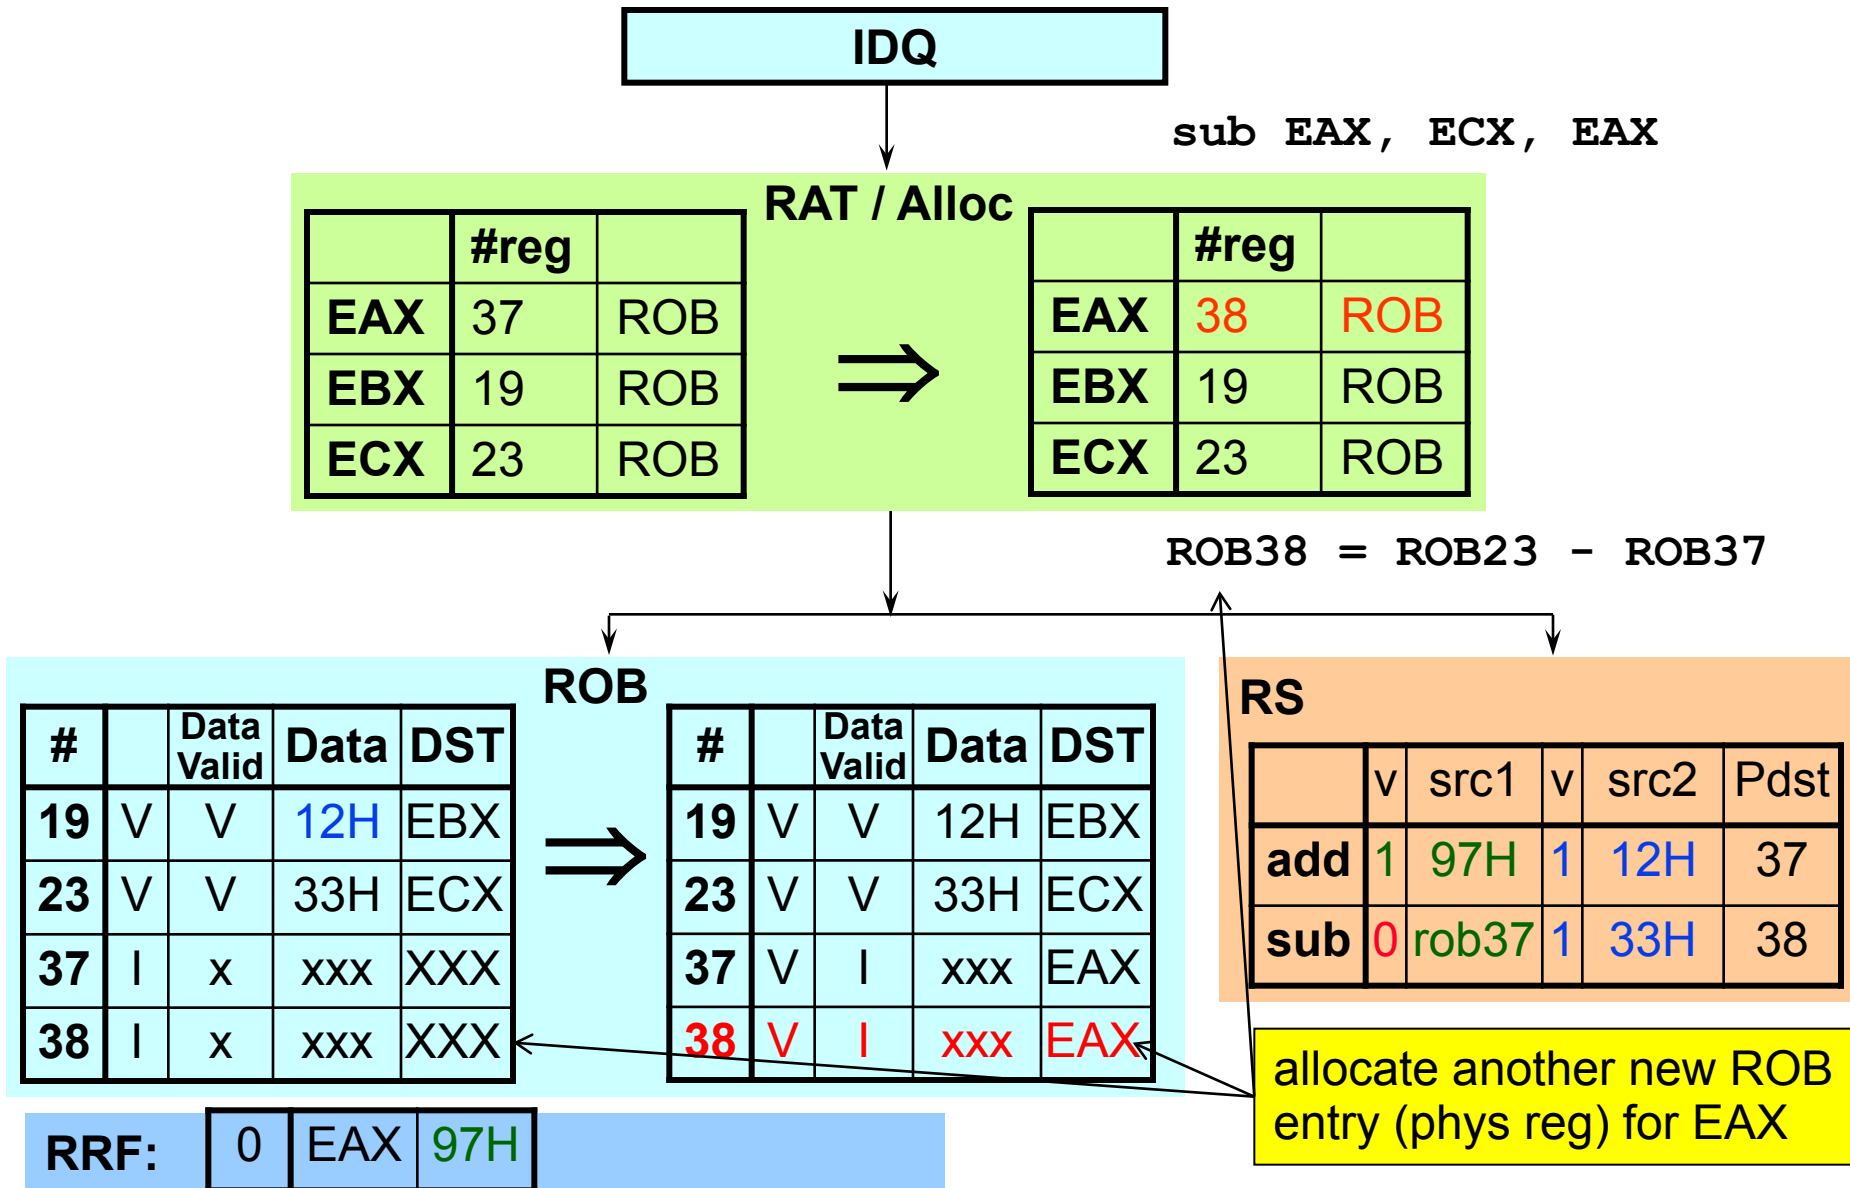 IDQ
sub EAX, ECX, EAX
RAT / Alloc
#reg
EAX 37 ROB
EBX 19 ROB
ECX 23 ROB
⇒
#reg
EAX 38 ROB
EBX 19 ROB
ECX 23 ROB
ROB38 = ROB23 - ROB37
ROB
# Data Valid Data DST
19 V V 12H EBX
23 V V 33H ECX
37 I x xxx XXX
38 I x xxx XXX
⇒
# Data Valid Data DST
19 V V 12H EBX
23 V V 33H ECX
37 V I xxx EAX
38 V I xxx EAX
RS
v src1 v src2 Pdst
add 1 97H 1 12H 37
sub 0 rob37 1 33H 38
allocate another new ROB
entry (phys reg) for EAX
RRF: 0 EAX 97H